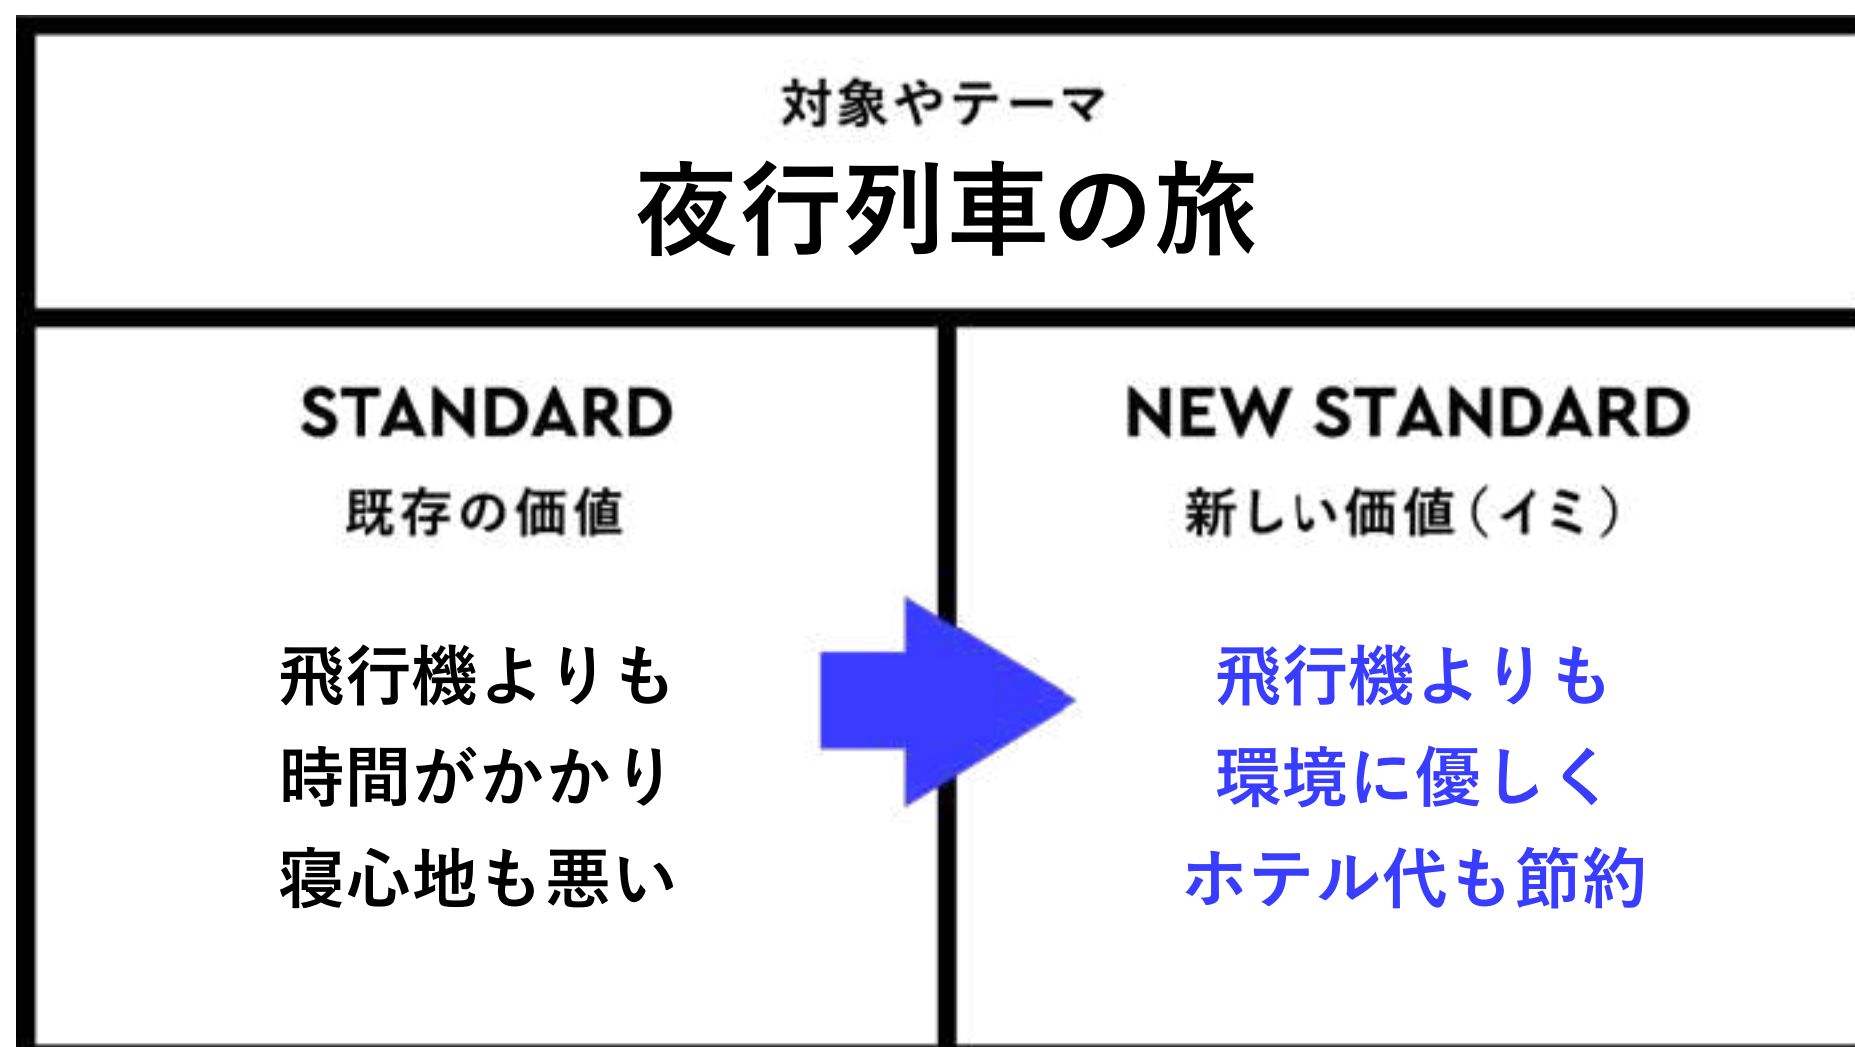 対象やテーマ
夜行列車の旅
STANDARD
既存の価値
飛行機よりも
時間がかかり
寝心地も悪い
NEW STANDARD
新しい価値（イミ）
飛行機よりも
環境に優しく
ホテル代も節約